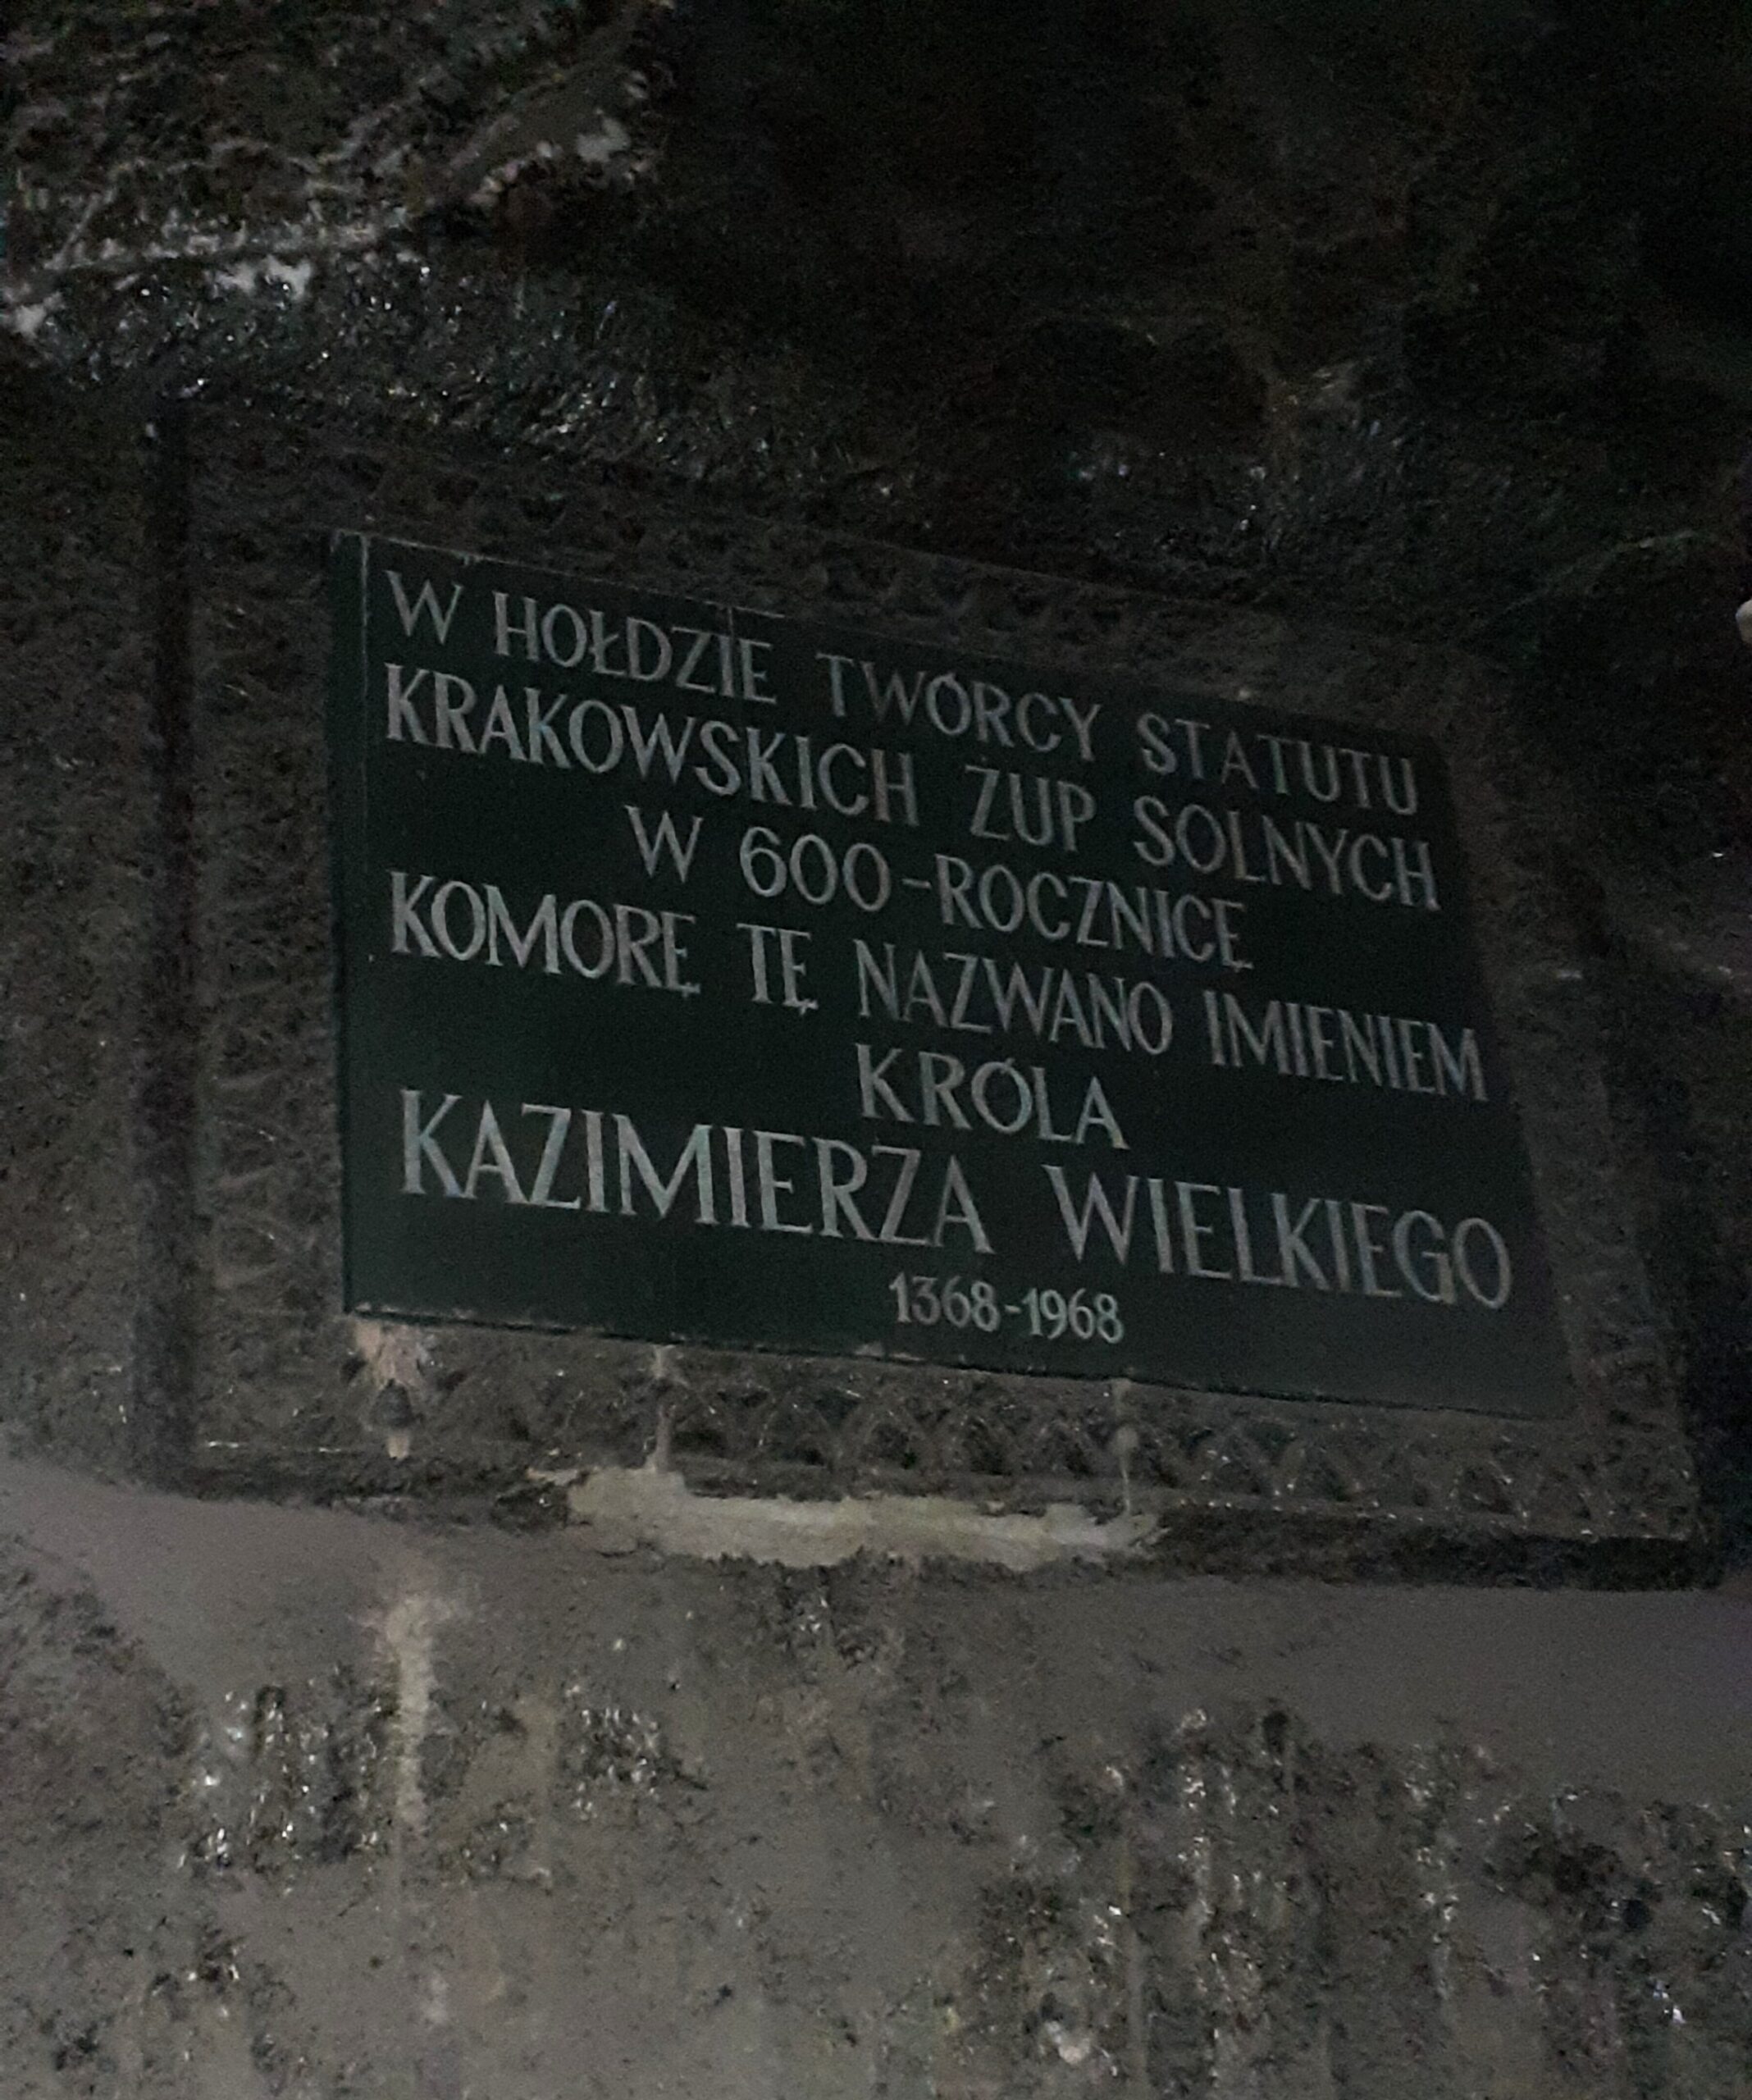 W HOŁDZIE TWÓRCY STATUTU
KRAKOWSKICH ŻUP SOLNYCH
W 600-ROCZNICĘ
KOMORĘ TĘ NAZWANO IMIENIEM
KRÓLA
KAZIMIERZA WIELKIEGO
1368-1968